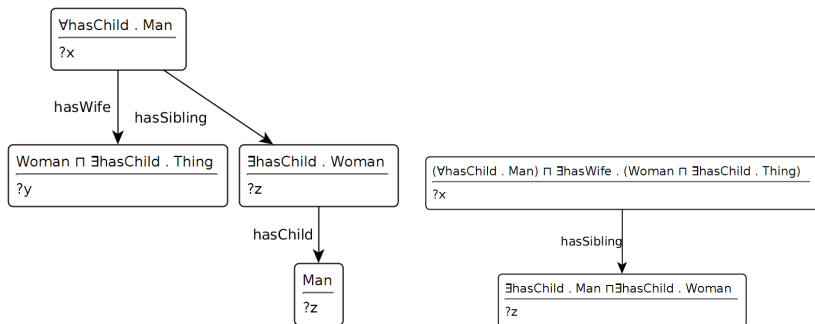 ∀hasChild . Man
?x
hasWife
hasSibling
Woman ⊓ ∃hasChild . Thing
?y
∃hasChild . Woman
?z
hasChild
Man
?z
(∀hasChild . Man) ⊓ ∃hasWife . (Woman ⊓ ∃hasChild . Thing)
?x
hasSibling
∃hasChild . Man ⊓∃hasChild . Woman
?z